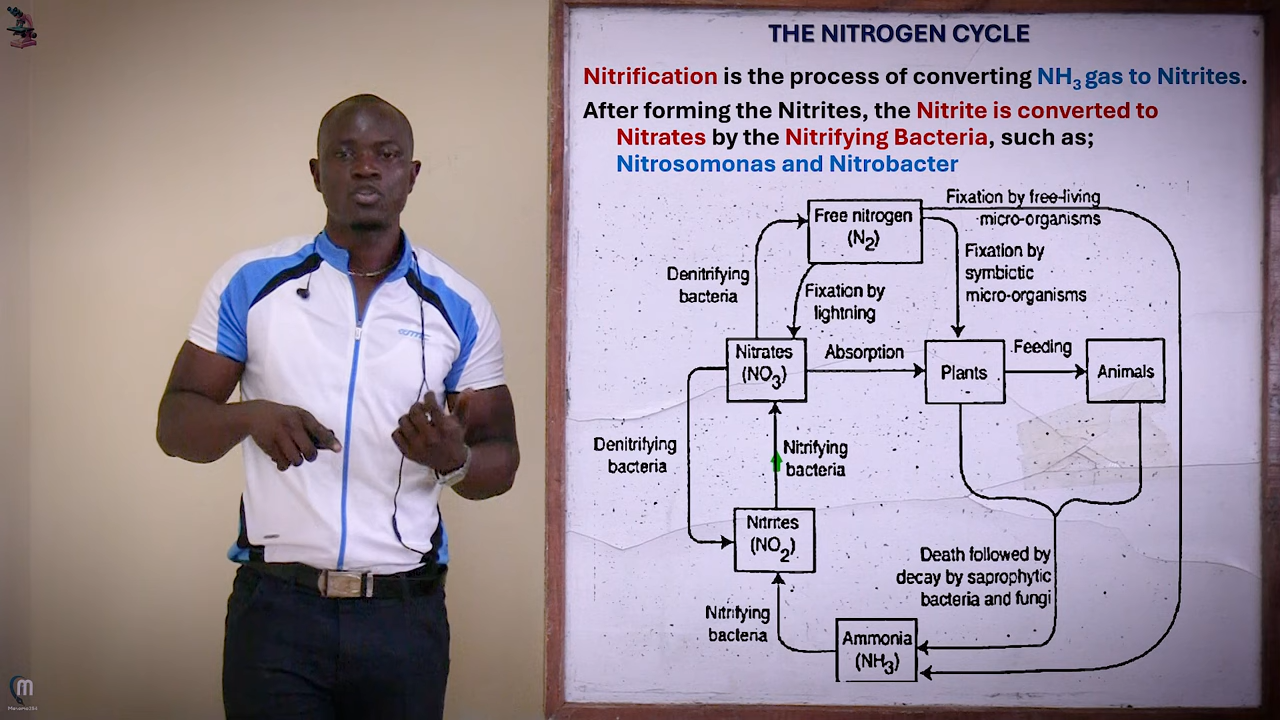 THE NITROGEN CYCLE
Nitrification is the process of converting NH₃ gas to Nitrites.
After forming the Nitrites, the Nitrite is converted to
Nitrates by the Nitrifying Bacteria, such as;
Nitrosomonas and Nitrobacter
Fixation by free-living
micro-organisms
Free nitrogen
(N₂)
Denitrifying
bacteria
Fixation by
lightning
Fixation by
symbiotic
micro-organisms
Nitrates
(NO₃)
Absorption
Plants
Feeding
Animals
Denitrifying
bacteria
Nitrifying
bacteria
Nitrites
(NO₂)
Death followed by
decay by saprophytic
bacteria and fungi
Nitrifying
bacteria
Ammonia
(NH₃)